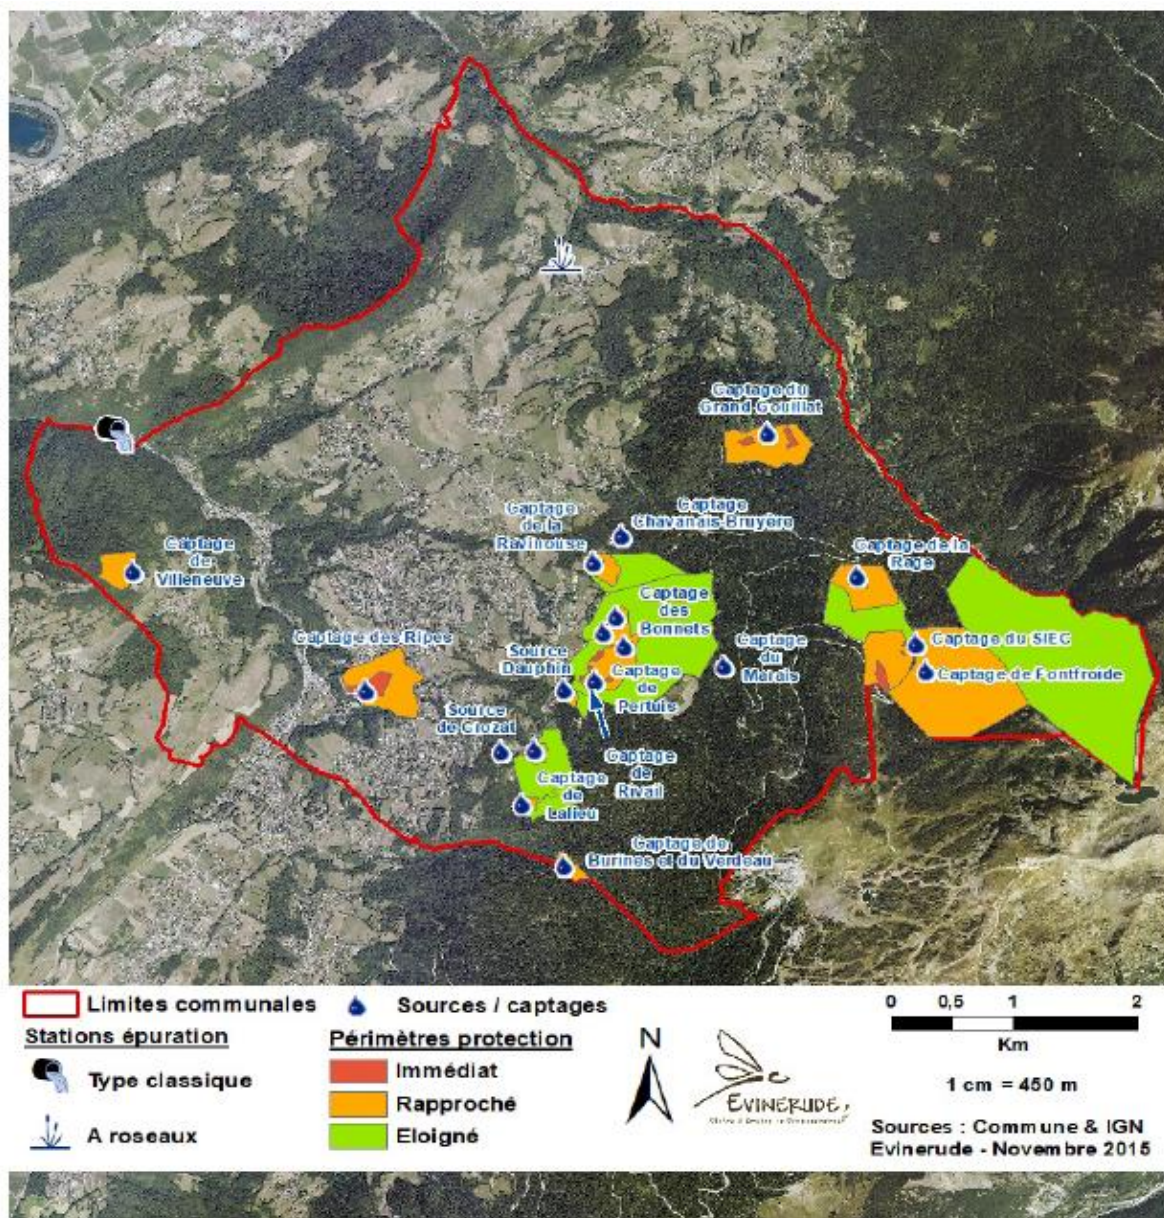 Captage du
Grand Gouillat
Captage
de la
Ravinouse
Captage
Chavanais-Bruyère
Captage de la
Rage
Captage
de
Villeneuve
Captage
des
Bonnets
Captage des Ripes
Source
Dauphin
Captage
du
Marais
Captage du SIEC
Captage de Fontfroide
Captage
de
Pertuis
Source
de Crozat
Captage
de
Rivail
Captage
de
Lalieu
Captage de
Burines et du Verdeau
Limites communales
Sources / captages
Stations épuration
Type classique
A roseaux
Périmètres protection
Immédiat
Rapproché
Eloigné
N
EVINERUDE
0 0,5 1 2
Km
1 cm = 450 m
Sources : Commune & IGN
Evinerude - Novembre 2015